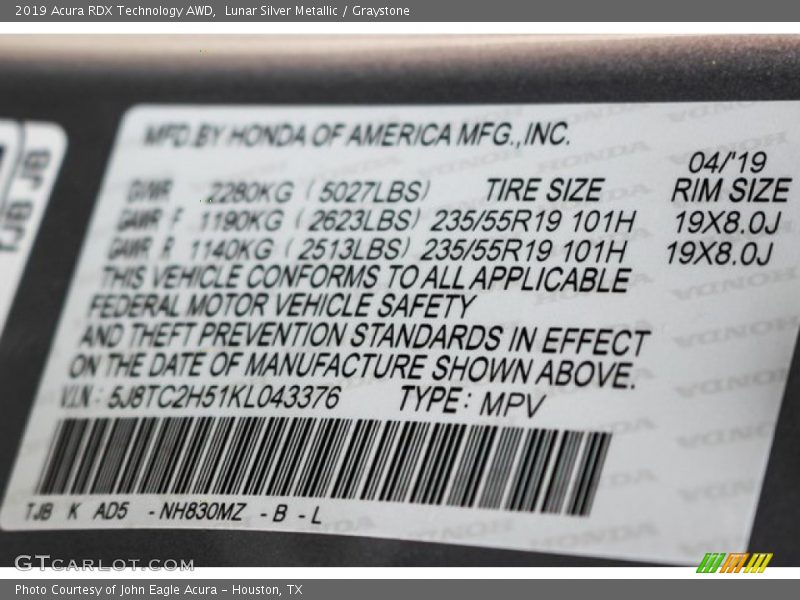 2019 Acura RDX Technology AWD,  Lunar Silver Metallic / Graystone
MFD.BY HONDA OF AMERICA MFG.,INC.
04/'19
GVWR 2280KG (5027LBS) TIRE SIZE RIM SIZE
GAWR F 1190KG (2623LBS) 235/55R19 101H 19X8.0J
GAWR R 1140KG (2513LBS) 235/55R19 101H 19X8.0J
THIS VEHICLE CONFORMS TO ALL APPLICABLE
FEDERAL MOTOR VEHICLE SAFETY
AND THEFT PREVENTION STANDARDS IN EFFECT
ON THE DATE OF MANUFACTURE SHOWN ABOVE.
V.I.N: 5J8TC2H51KL043376 TYPE: MPV
TJB K AD5 -NH830MZ -B -L
GTCARLOT.COM
Photo Courtesy of John Eagle Acura - Houston, TX